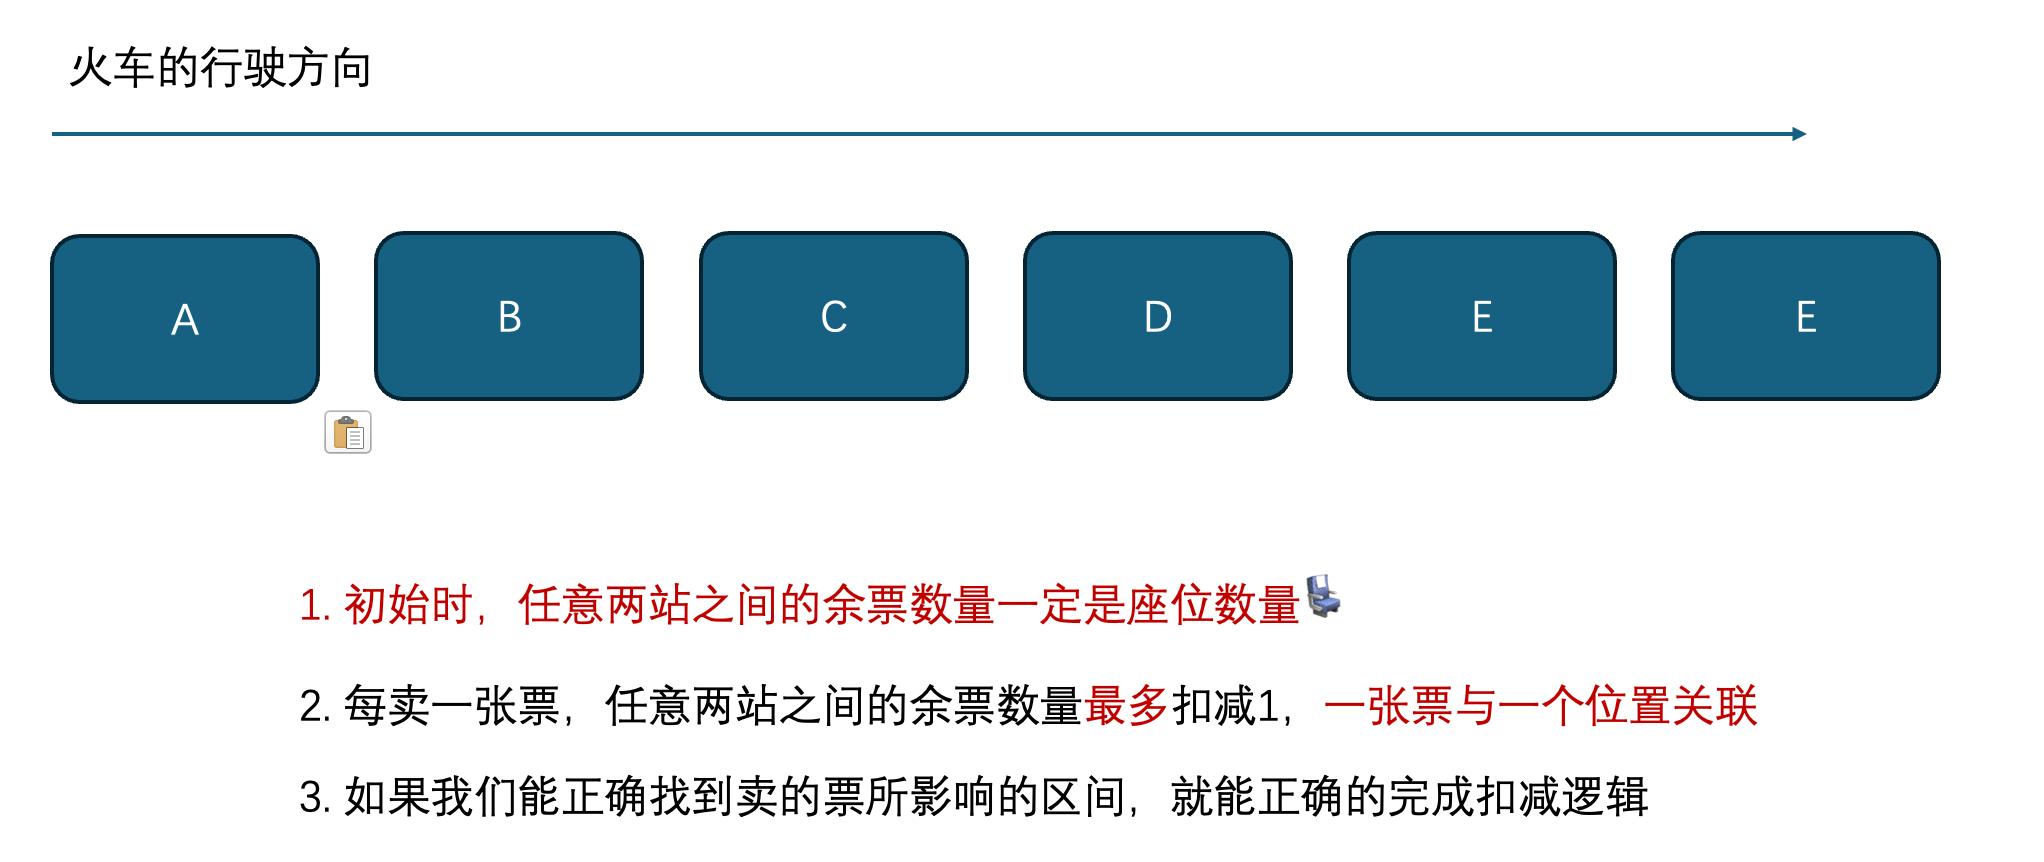 火车的行驶方向
A
B
C
D
E
E
1. 初始时，任意两站之间的余票数量一定是座位数量
2. 每卖一张票，任意两站之间的余票数量最多扣减1，一张票与一个位置关联
3. 如果我们能正确找到卖的票所影响的区间，就能正确的完成扣减逻辑